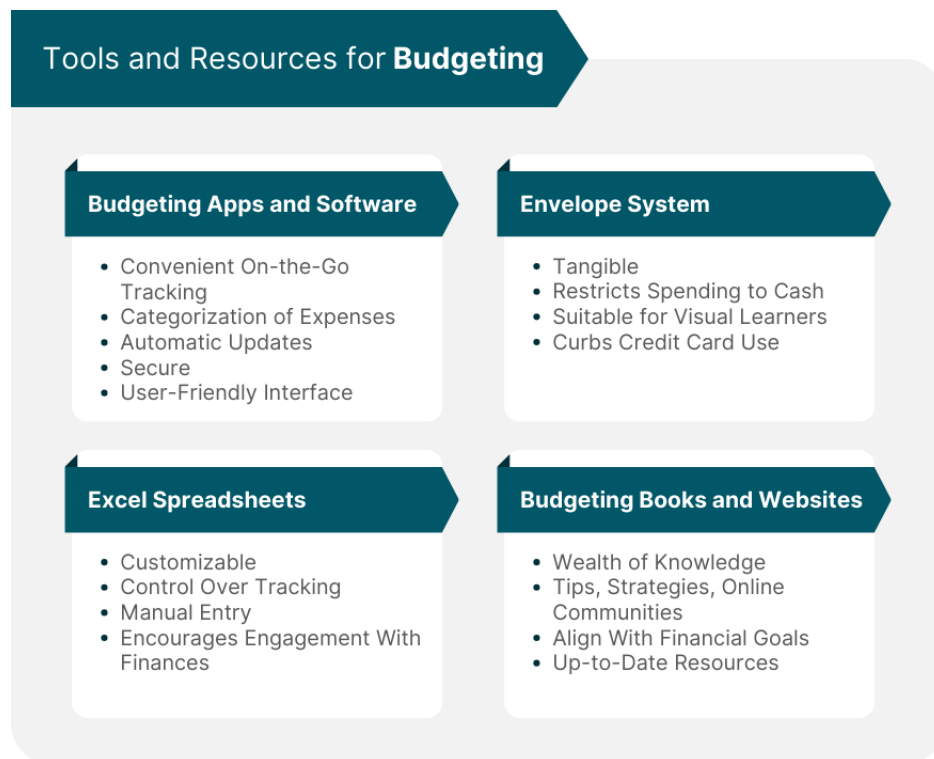 Tools and Resources for Budgeting
Budgeting Apps and Software
• Convenient On-the-Go
Tracking
• Categorization of Expenses
• Automatic Updates
• Secure
• User-Friendly Interface
Envelope System
• Tangible
• Restricts Spending to Cash
• Suitable for Visual Learners
• Curbs Credit Card Use
Excel Spreadsheets
• Customizable
• Control Over Tracking
• Manual Entry
• Encourages Engagement With
Finances
Budgeting Books and Websites
• Wealth of Knowledge
• Tips, Strategies, Online
Communities
• Align With Financial Goals
• Up-to-Date Resources